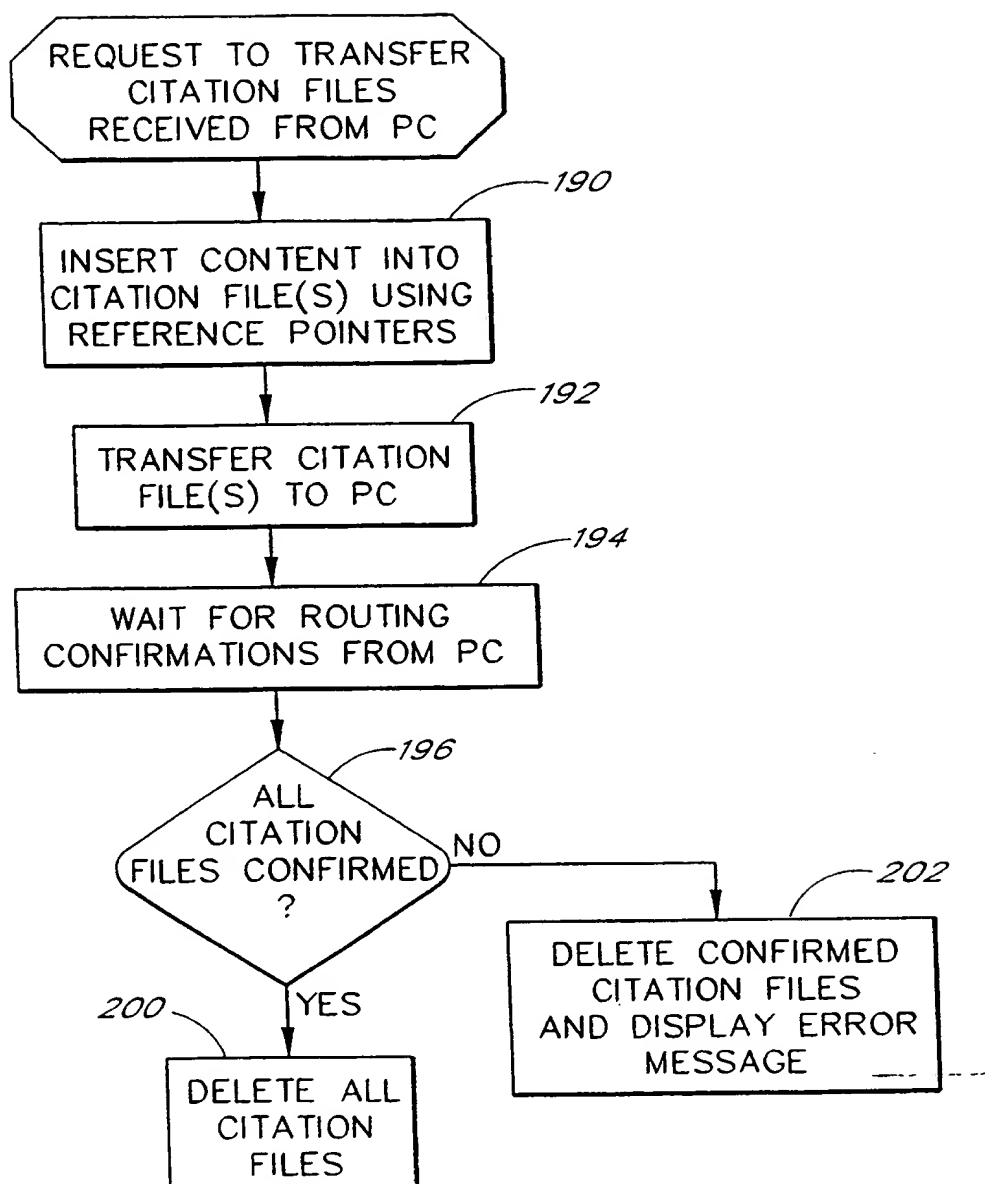 REQUEST TO TRANSFER
CITATION FILES
RECEIVED FROM PC
190
INSERT CONTENT INTO
CITATION FILE(S) USING
REFERENCE POINTERS
192
TRANSFER CITATION
FILE(S) TO PC
194
WAIT FOR ROUTING
CONFIRMATIONS FROM PC
196
ALL
CITATION
FILES CONFIRMED
?
NO
202
DELETE CONFIRMED
CITATION FILES
AND DISPLAY ERROR
MESSAGE
YES
200
DELETE ALL
CITATION
FILES